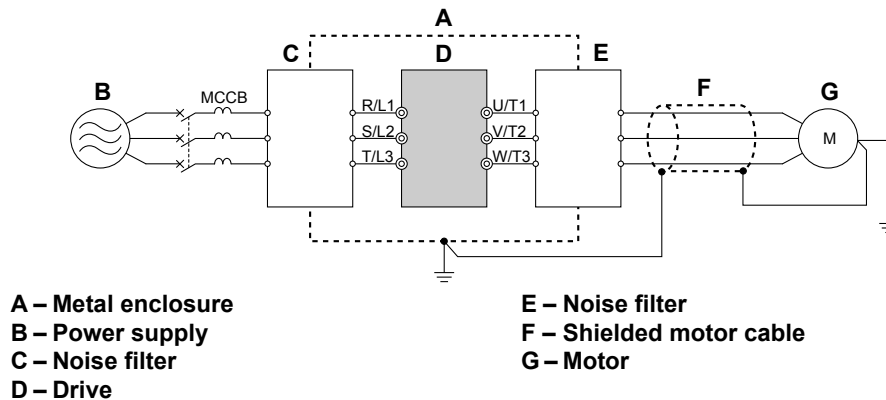 A
C
D
E
F
B
G
MCCB
R/L1
U/T1
S/L2
V/T2
M
T/L3
W/T3
A – Metal enclosure
B – Power supply
C – Noise filter
D – Drive
E – Noise filter
F – Shielded motor cable
G – Motor